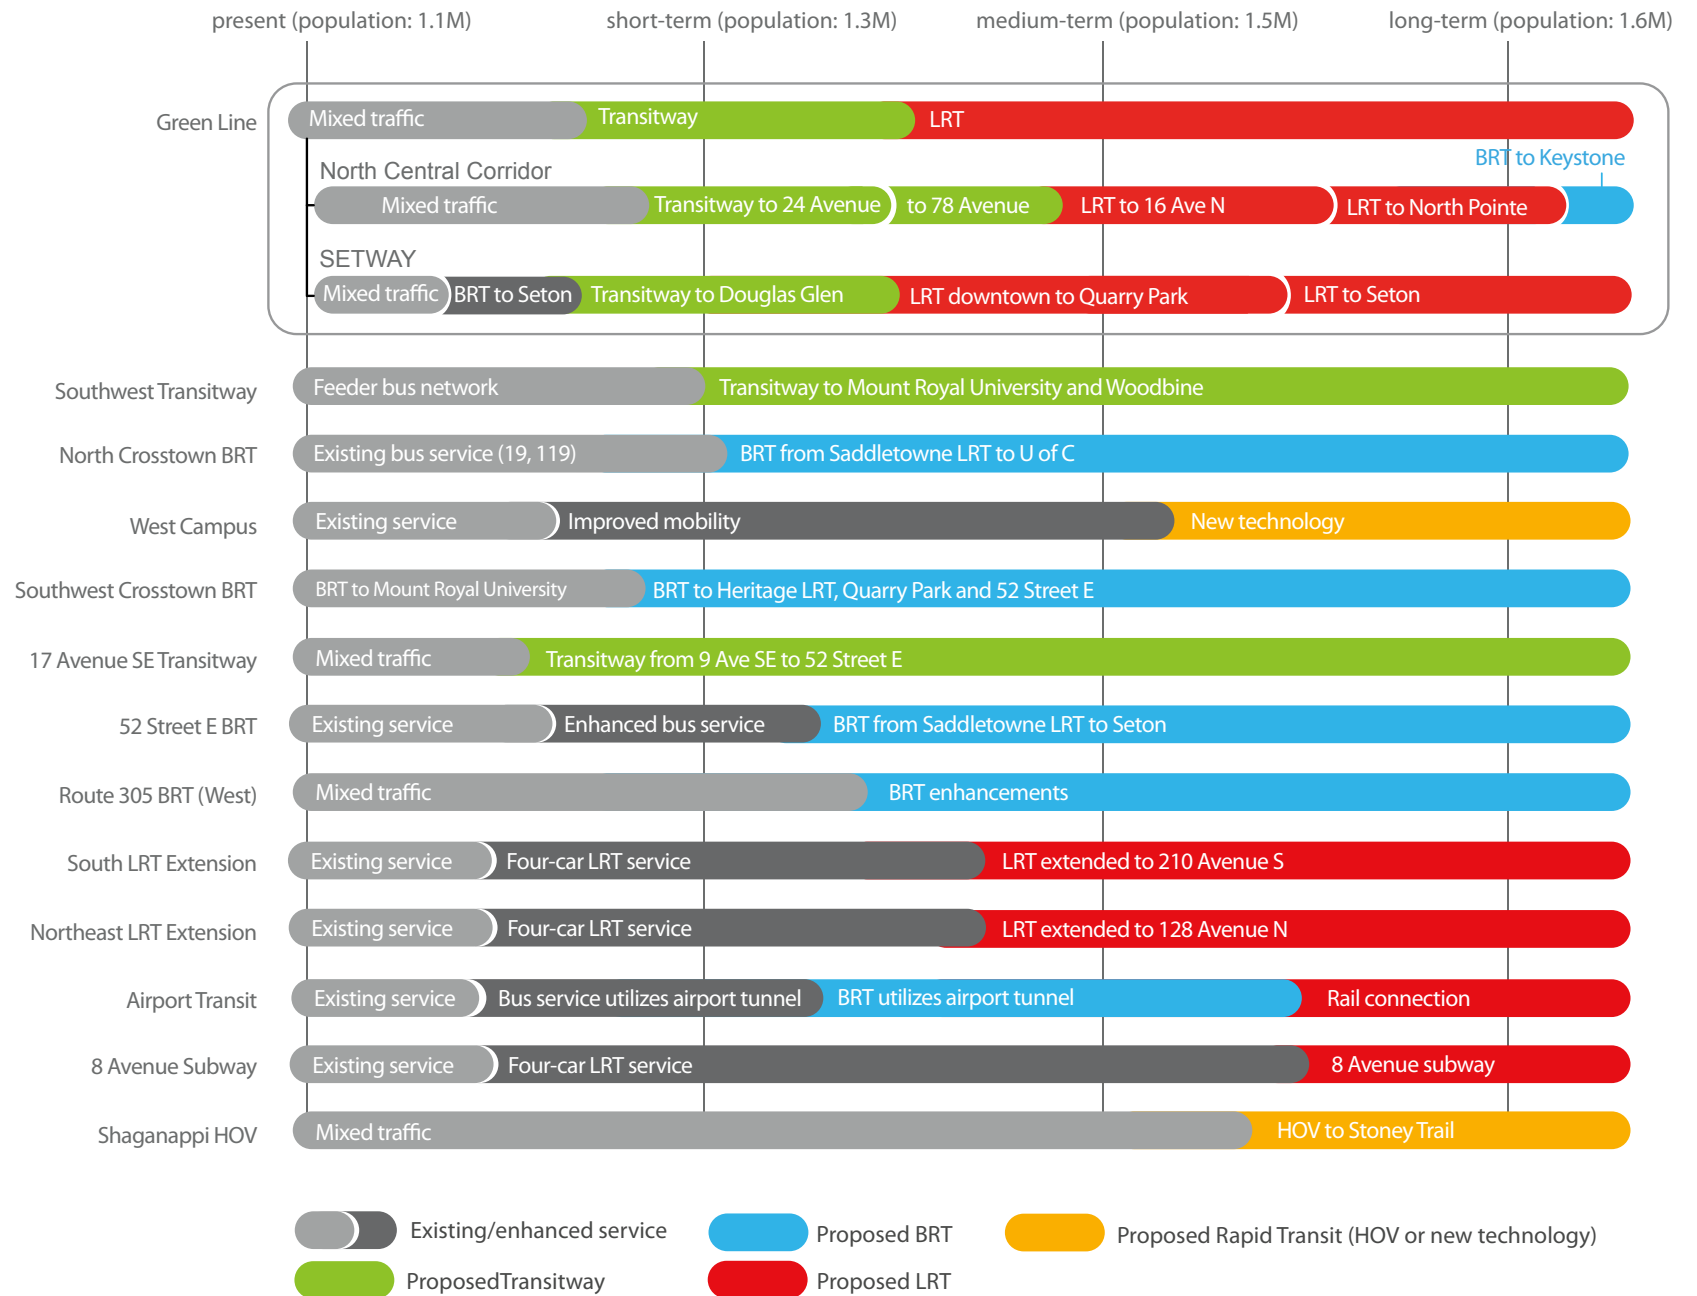 present (population: 1.1M) short-term (population: 1.3M) medium-term (population: 1.5M) long-term (population: 1.6M)
Green Line Mixed traffic Transitway LRT
BRT to Keystone
North Central Corridor
Mixed traffic Transitway to 24 Avenue to 78 Avenue LRT to 16 Ave N LRT to North Pointe
SETWAY
Mixed traffic BRT to Seton Transitway to Douglas Glen LRT downtown to Quarry Park LRT to Seton
Southwest Transitway Feeder bus network Transitway to Mount Royal University and Woodbine
North Crosstown BRT Existing bus service (19, 119) BRT from Saddletowne LRT to U of C
West Campus Existing service Improved mobility New technology
Southwest Crosstown BRT BRT to Mount Royal University BRT to Heritage LRT, Quarry Park and 52 Street E
17 Avenue SE Transitway Mixed traffic Transitway from 9 Ave SE to 52 Street E
52 Street E BRT Existing service Enhanced bus service BRT from Saddletowne LRT to Seton
Route 305 BRT (West) Mixed traffic BRT enhancements
South LRT Extension Existing service Four-car LRT service LRT extended to 210 Avenue S
Northeast LRT Extension Existing service Four-car LRT service LRT extended to 128 Avenue N
Airport Transit Existing service Bus service utilizes airport tunnel BRT utilizes airport tunnel Rail connection
8 Avenue Subway Existing service Four-car LRT service 8 Avenue subway
Shaganappi HOV Mixed traffic HOV to Stoney Trail
Existing/enhanced service Proposed BRT Proposed Rapid Transit (HOV or new technology)
ProposedTransitway Proposed LRT